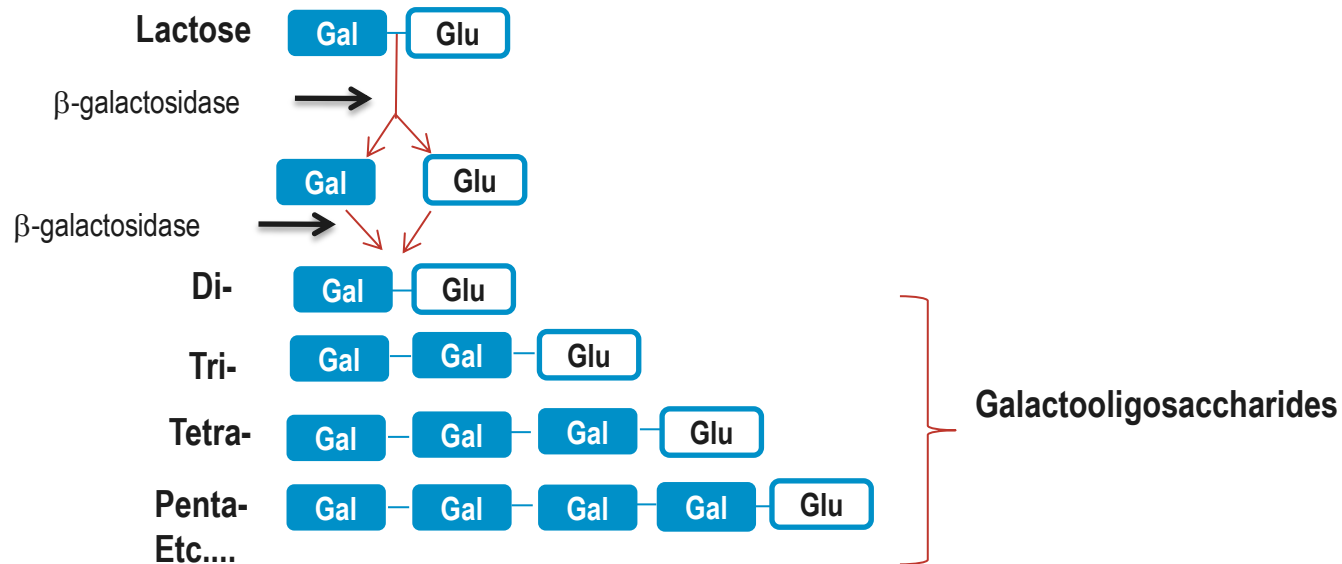 Lactose Gal Glu
β-galactosidase
Gal Glu
β-galactosidase
Di- Gal Glu
Tri- Gal Gal Glu
Galactooligosaccharides
Tetra- Gal Gal Gal Glu
Penta- Gal Gal Gal Gal Glu
Etc....